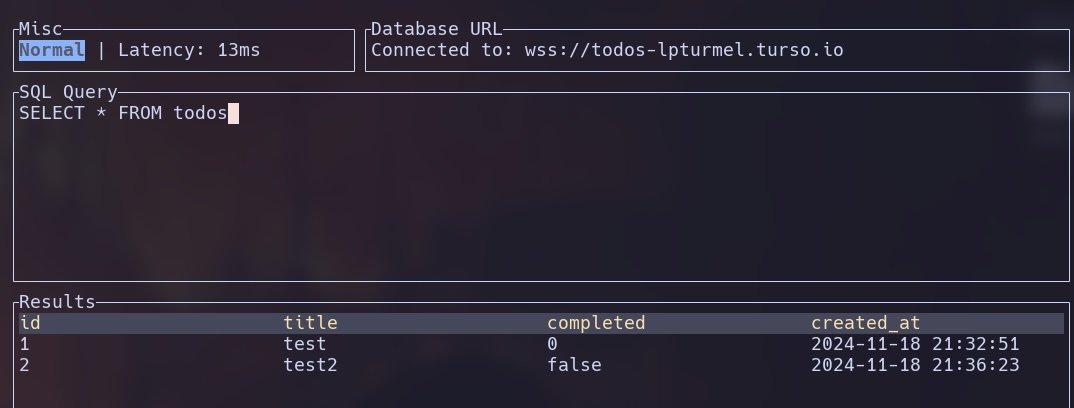 Misc
Normal | Latency: 13ms
Database URL
Connected to: wss://todos-lpturmel.turso.io
SQL Query
SELECT * FROM todos
Results
id title completed created_at
1 test 0 2024-11-18 21:32:51
2 test2 false 2024-11-18 21:36:23